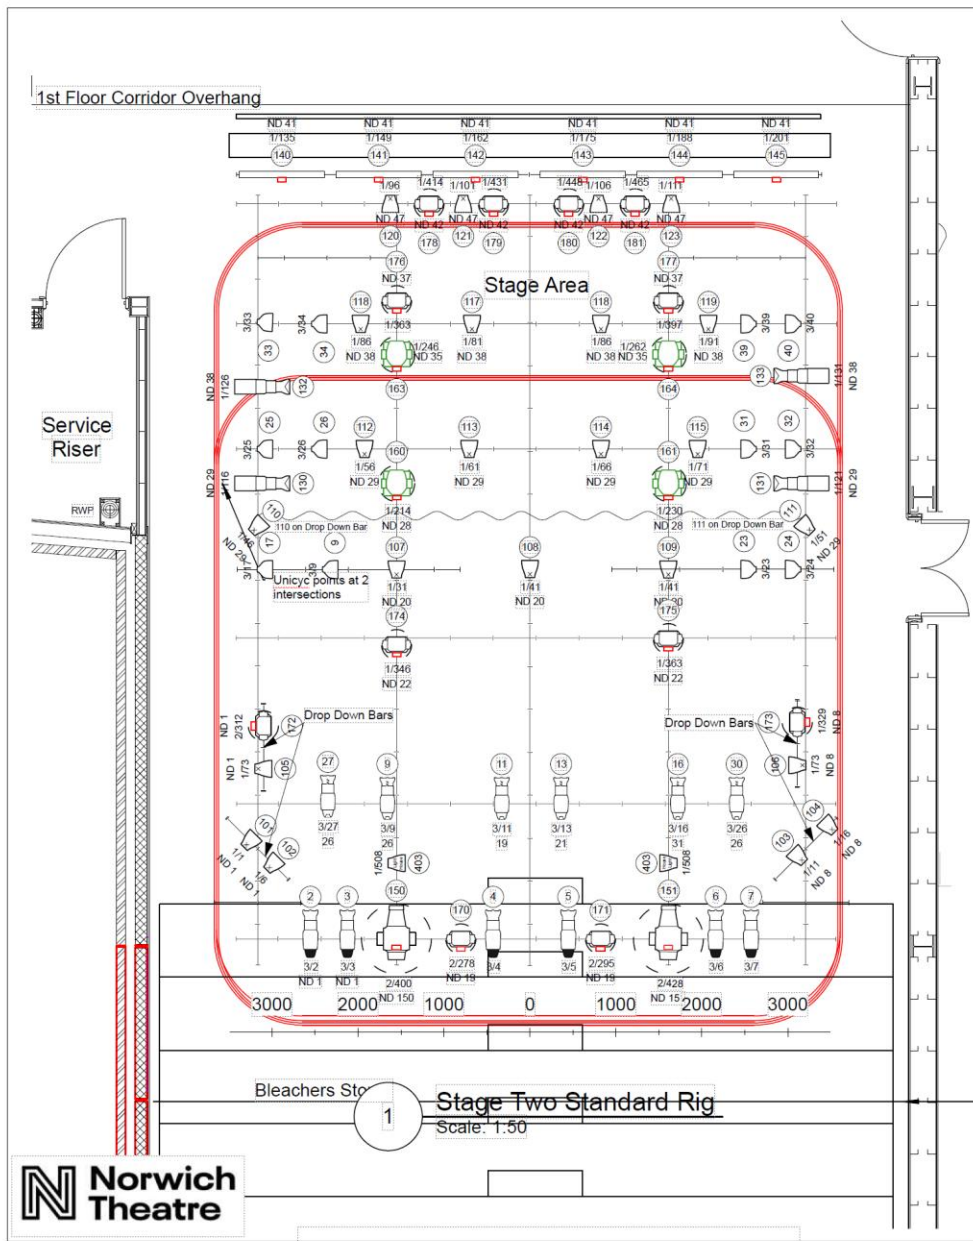 1st Floor Corridor Overhang
ND 41 ND 41 ND 41 ND 41 ND 41 ND 41
1/135 1/149 1/162 1/175 1/188 1/201
140 141 142 143 144 145
1/96 1/414 1/101 1/431 1/448 1/106 1/465 1/111
ND 47 ND 42 ND 47 ND 42 ND 42 ND 47 ND 42 ND 47
120 178 121 179 180 122 181 123
176 177
ND 37 ND 37
Stage Area
118 117 118 119
3/33 3/34 1/363 1/397 3/39 3/40
1/86 1/81 1/86 1/91
ND 38 ND 38 ND 38 ND 38
33 34 1/246 1/262 39 40
ND 35 ND 35
ND 38 1/126 132 163 164 133 1/131 ND 38
25 26 112 113 114 115 31 32
160 161
3/25 3/26 3/31 3/32
1/56 1/61 1/66 1/71
ND 29 ND 29 ND 29 ND 29
ND 29 1/116 130 131 1/121 ND 29
1/214 1/230
ND 28 ND 28
110 110 on Drop Down Bar 111 on Drop Down Bar 111
1/46 ND 29 1/51 ND 29
17 9 107 108 109 23 24
3/17 3/9 3/23 3/24
Unicyc points at 2
intersections
1/31 1/41 1/41
ND 20 ND 20 ND 20
174 175
1/346 1/363
ND 22 ND 22
ND 1 2/312 172 Drop Down Bars Drop Down Bars 173 1/329 ND 8
ND 1 1/73 105 106 1/73 ND 8
27 9 11 13 16 30
3/27 3/9 3/11 3/13 3/16 3/26
26 26 19 21 31 26
101 102 103 104
1/1 ND 1 1/6 ND 1 1/11 ND 8 1/16 ND 8
1/508 403 1/508 403
2 3 150 170 4 5 171 151 6 7
3/2 3/3 2/278 3/4 3/5 2/295 3/6 3/7
ND 1 ND 1 ND 19 ND 19
2/400 2/428
ND 150 ND 15
3000 2000 1000 0 1000 2000 3000
Service
Riser
RWP
Bleachers Sto
1 Stage Two Standard Rig
Scale: 1:50
Norwich
Theatre